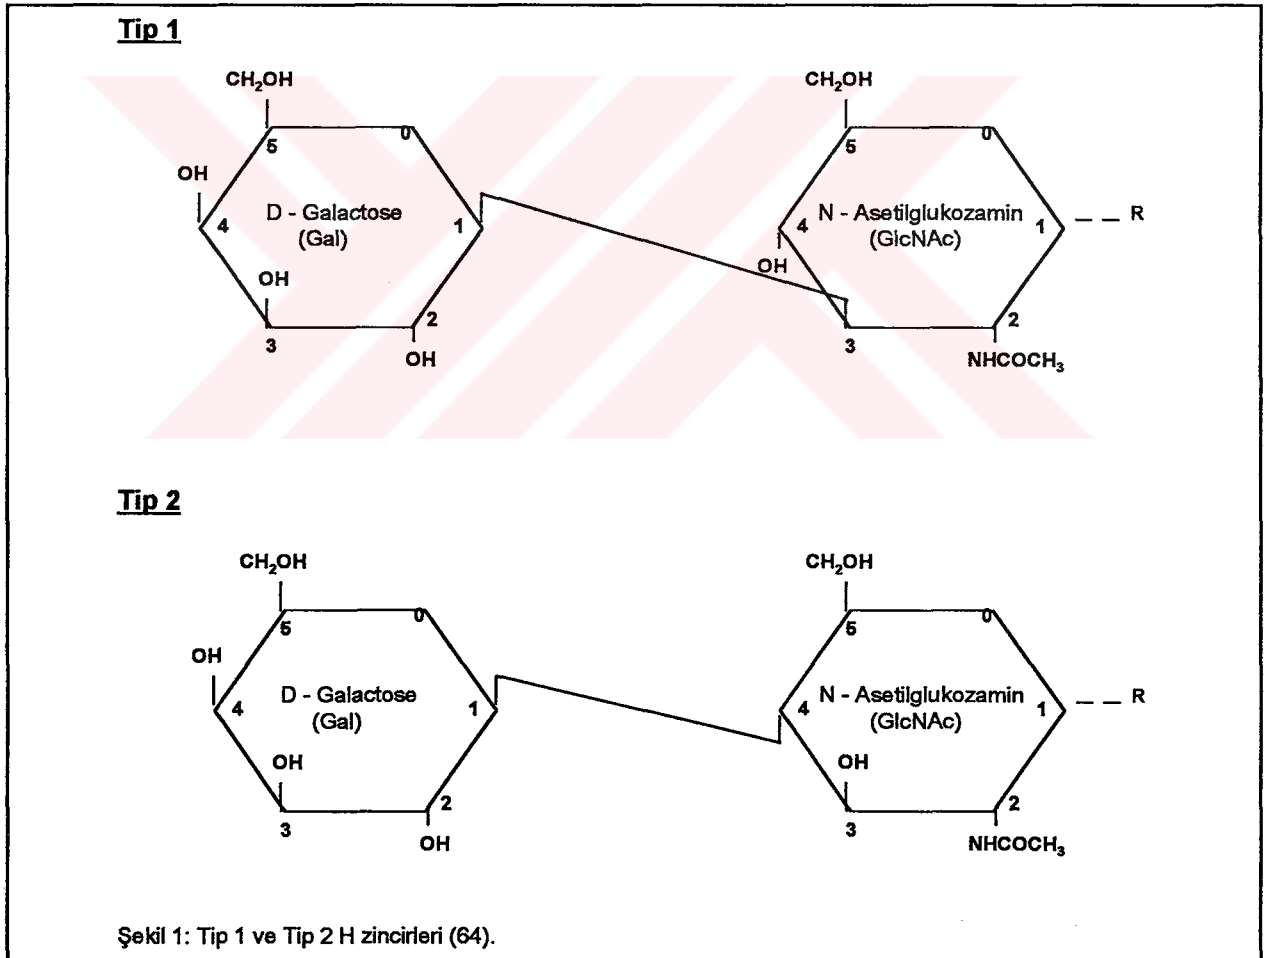 Tip 1
CH₂OH CH₂OH
5 0 5 0
OH
D - Galactose N - Asetilglukozamin
4 1 4 1 R
(Gal) (GlcNAc)
OH OH
2 2
3 3
OH NHCOCH₃
Tip 2
CH₂OH CH₂OH
5 0 5 0
OH
D - Galactose N - Asetilglukozamin
4 1 4 1 R
(Gal) (GlcNAc)
OH OH
2 2
3 3
OH NHCOCH₃
Şekil 1: Tip 1 ve Tip 2 H zincirleri (64).